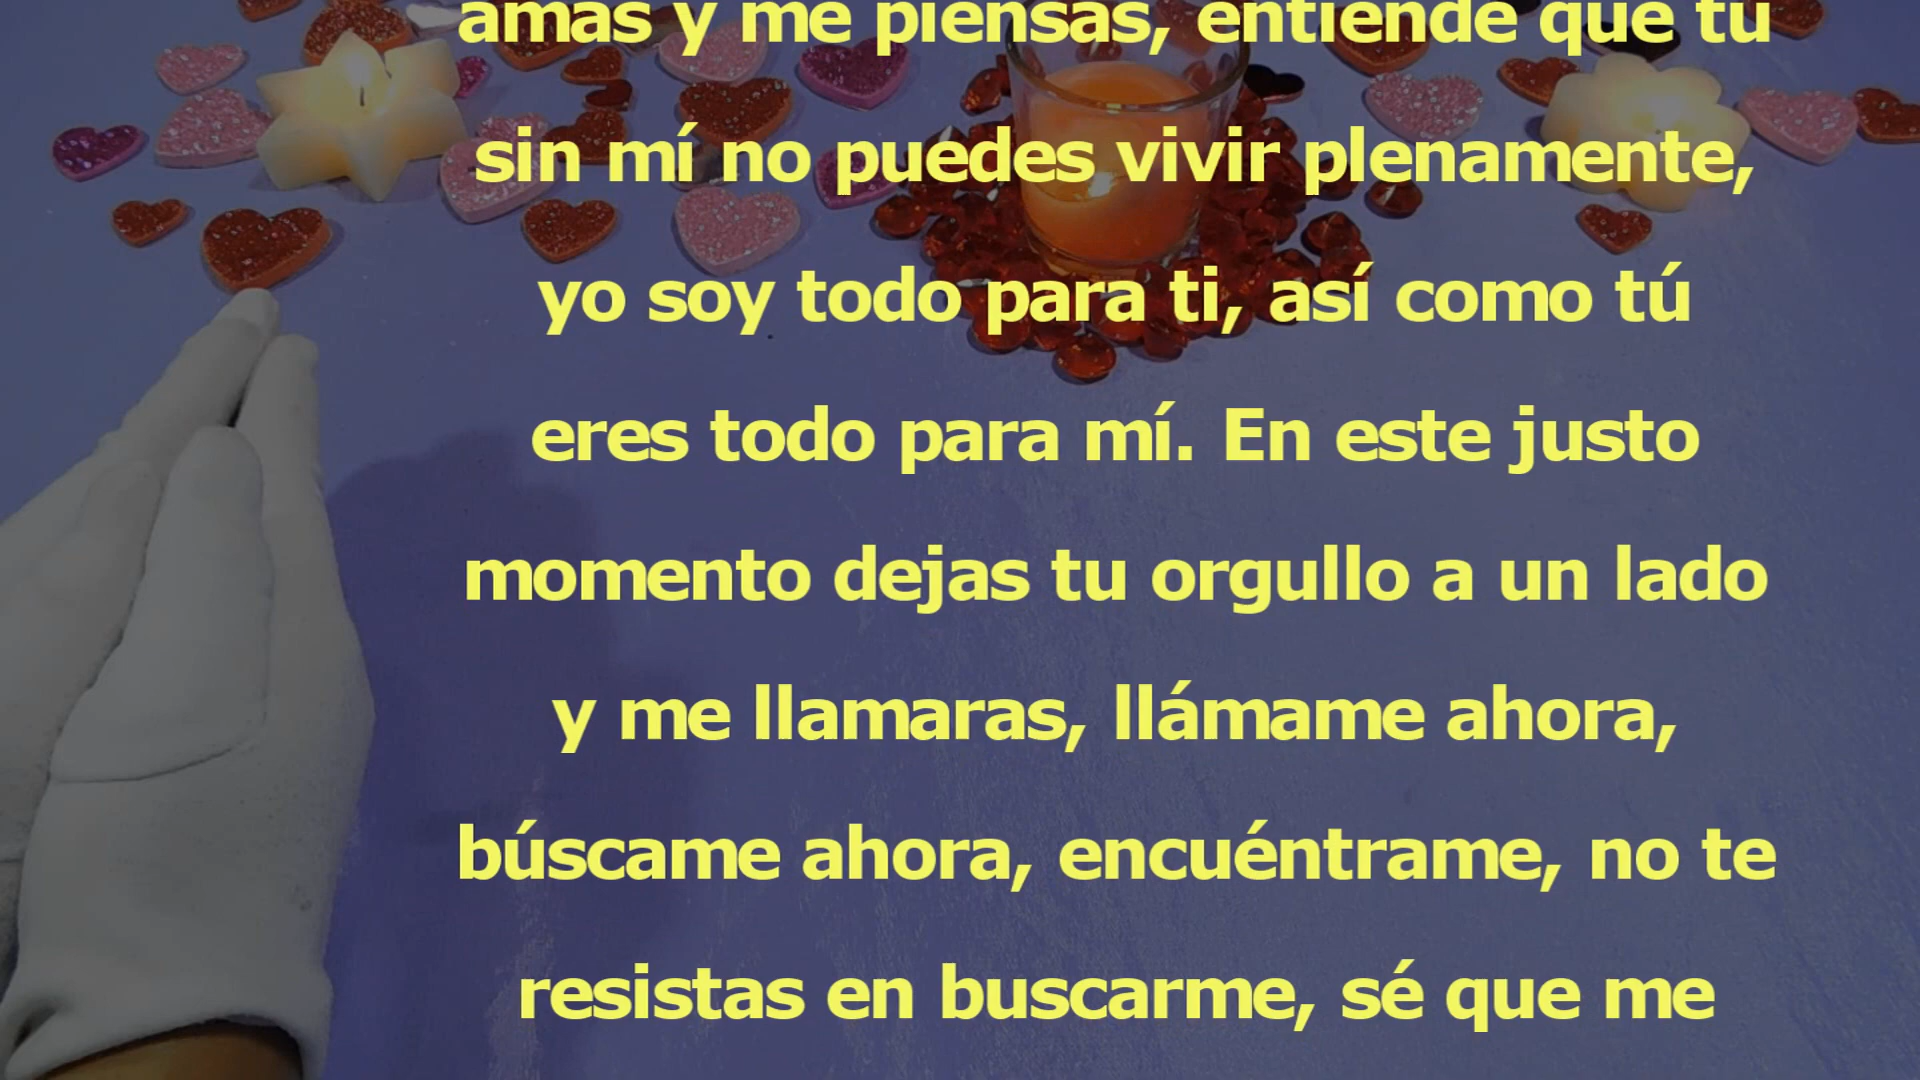 amas y me piensas, entiende que tú
sin mí no puedes vivir plenamente,
yo soy todo para ti, así como tú
eres todo para mí. En este justo
momento dejas tu orgullo a un lado
y me llamaras, llámame ahora,
búscame ahora, encuéntrame, no te
resistas en buscarme, sé que me